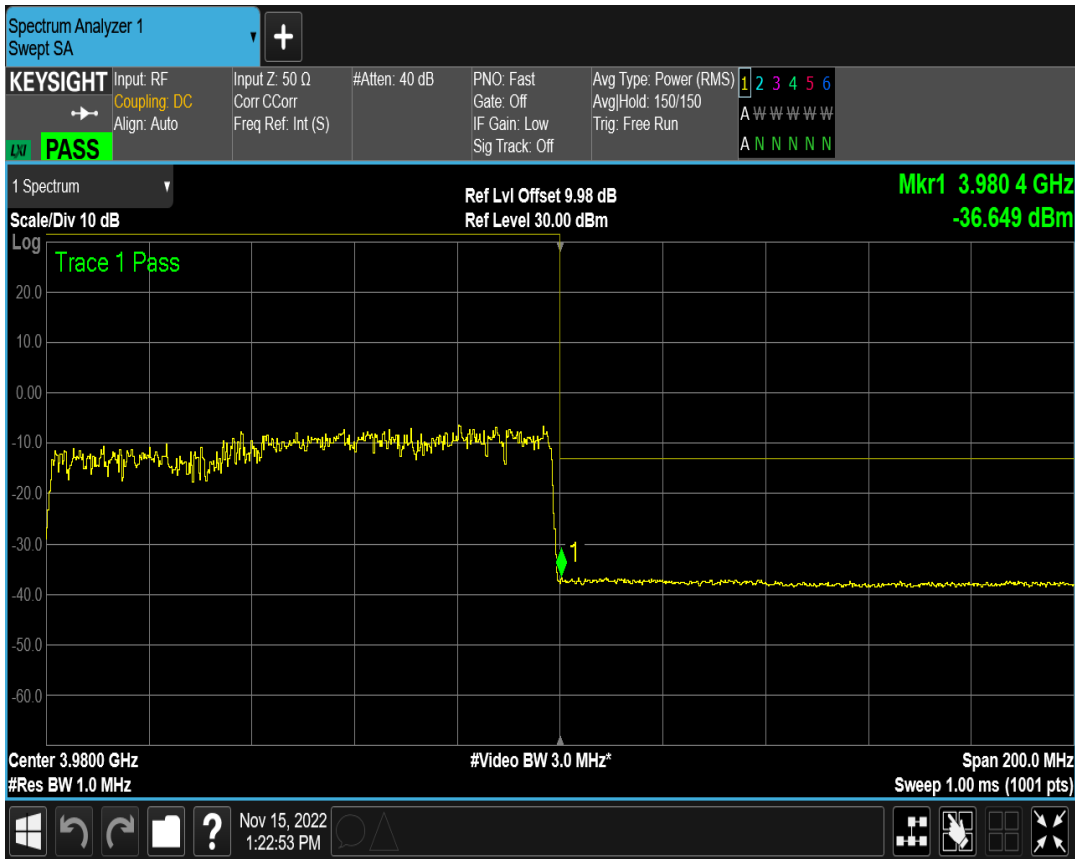 Spectrum Analyzer 1
Swept SA
KEYSIGHT
LXI PASS
Input: RF
Coupling: DC
Align: Auto
Input Z: 50 Ω
Corr CCorr
Freq Ref: Int (S)
#Atten: 40 dB
PNO: Fast
Gate: Off
IF Gain: Low
Sig Track: Off
Avg Type: Power (RMS)
Avg|Hold: 150/150
Trig: Free Run
1 2 3 4 5 6
A W W W W W
A N N N N N
1 Spectrum
Scale/Div 10 dB
Ref Lvl Offset 9.98 dB
Ref Level 30.00 dBm
Mkr1 3.980 4 GHz
-36.649 dBm
Log
Trace 1 Pass
20.0
10.0
0.00
-10.0
-20.0
-30.0
1
-40.0
-50.0
-60.0
Center 3.9800 GHz
#Video BW 3.0 MHz*
Span 200.0 MHz
#Res BW 1.0 MHz
Sweep 1.00 ms (1001 pts)
Nov 15, 2022
1:22:53 PM